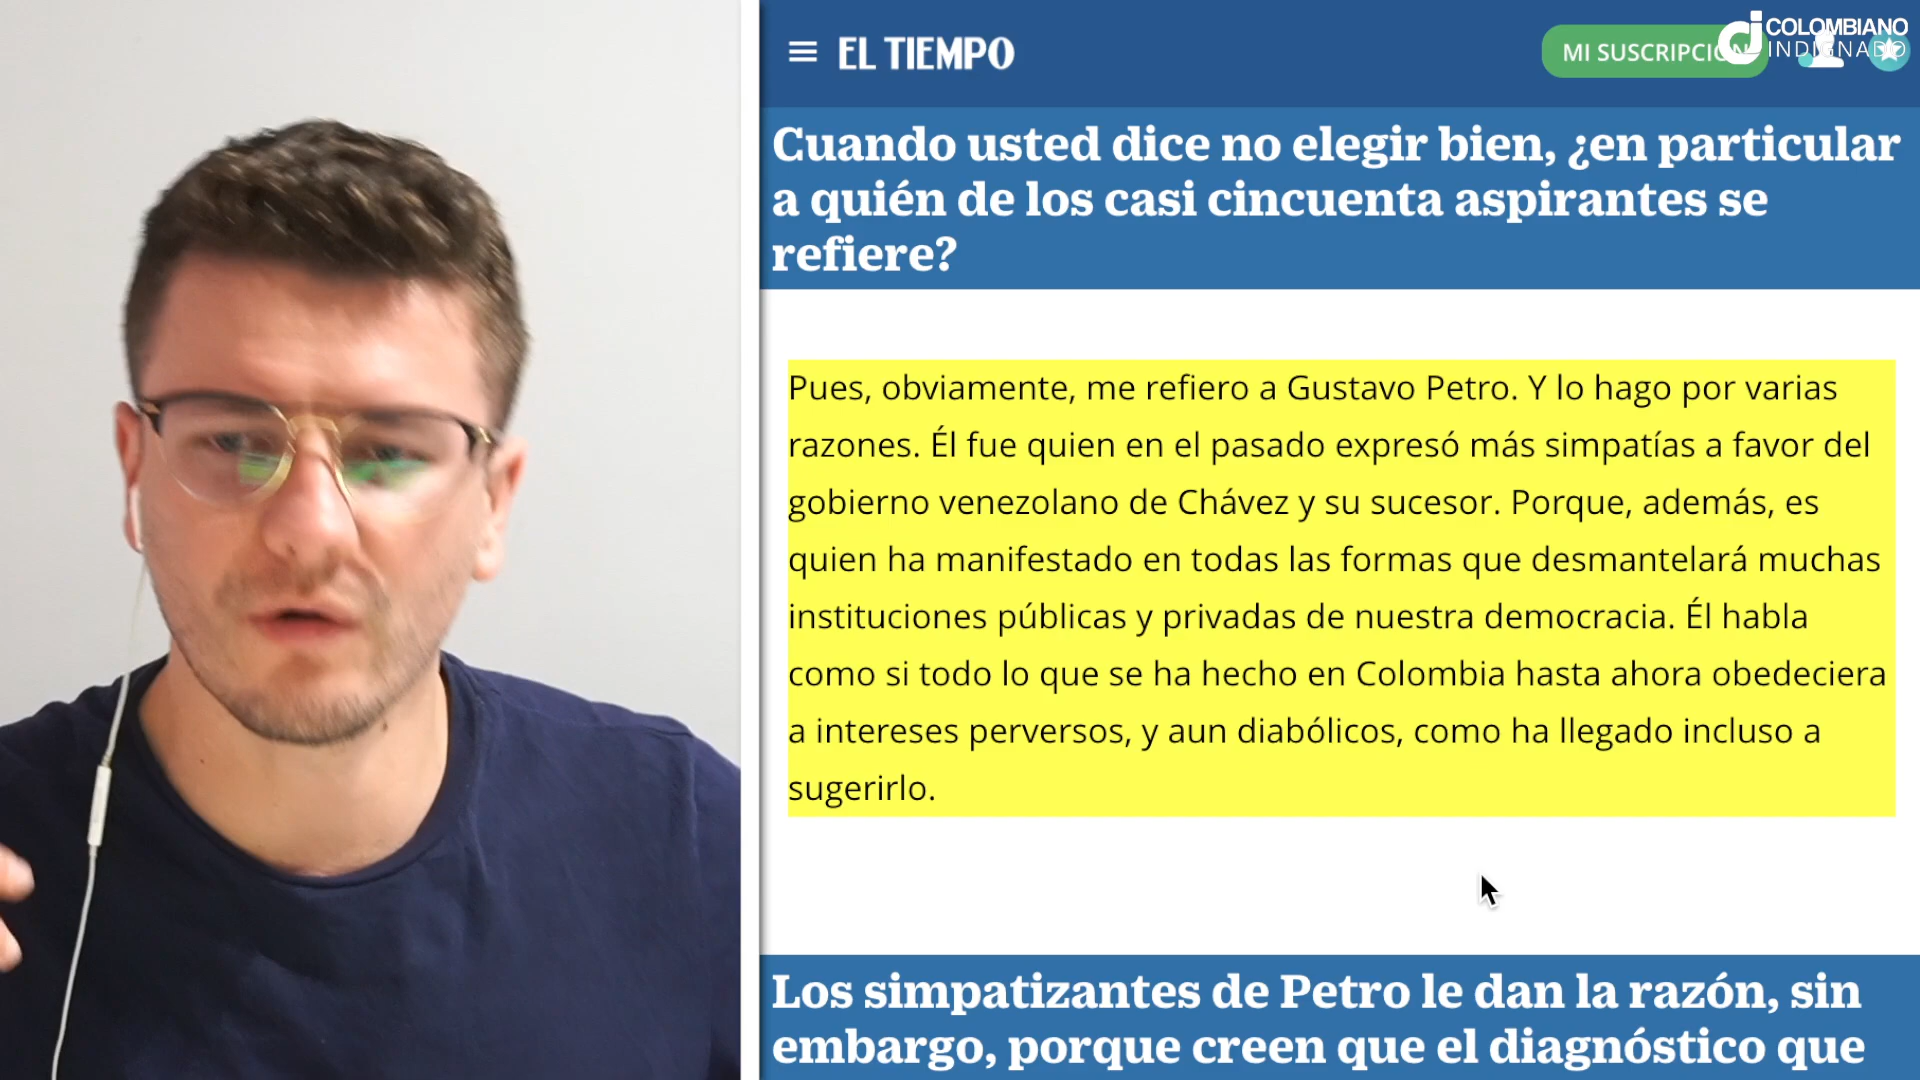 EL TIEMPO
MI SUSCRIPCIÓN
COLOMBIANO
INDIGNADO
Cuando usted dice no elegir bien, ¿en particular
a quién de los casi cincuenta aspirantes se
refiere?
Pues, obviamente, me refiero a Gustavo Petro. Y lo hago por varias
razones. Él fue quien en el pasado expresó más simpatías a favor del
gobierno venezolano de Chávez y su sucesor. Porque, además, es
quien ha manifestado en todas las formas que desmantelará muchas
instituciones públicas y privadas de nuestra democracia. Él habla
como si todo lo que se ha hecho en Colombia hasta ahora obedeciera
a intereses perversos, y aun diabólicos, como ha llegado incluso a
sugerirlo.
Los simpatizantes de Petro le dan la razón, sin
embargo, porque creen que el diagnóstico que